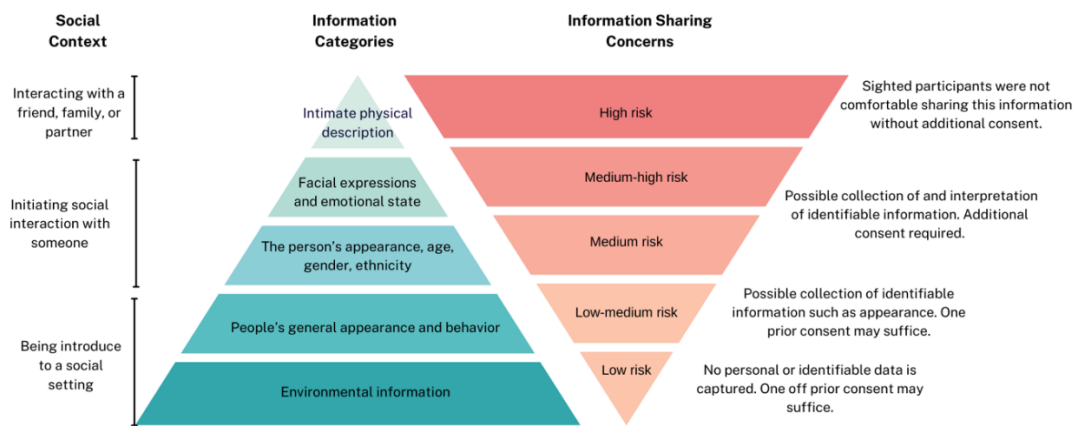 Social
Context
Information
Categories
Information Sharing
Concerns
Interacting with a
friend, family, or
partner
Intimate physical
description
High risk
Sighted participants were not
comfortable sharing this information
without additional consent.
Initiating social
interaction with
someone
Facial expressions
and emotional state
Medium-high risk
The person's appearance, age,
gender, ethnicity
Medium risk
Possible collection of and interpretation
of identifiable information. Additional
consent required.
Being introduce
to a social
setting
People's general appearance and behavior
Low-medium risk
Possible collection of identifiable
information such as appearance. One
prior consent may suffice.
Environmental information
Low risk
No personal or identifiable data is
captured. One off prior consent may
suffice.